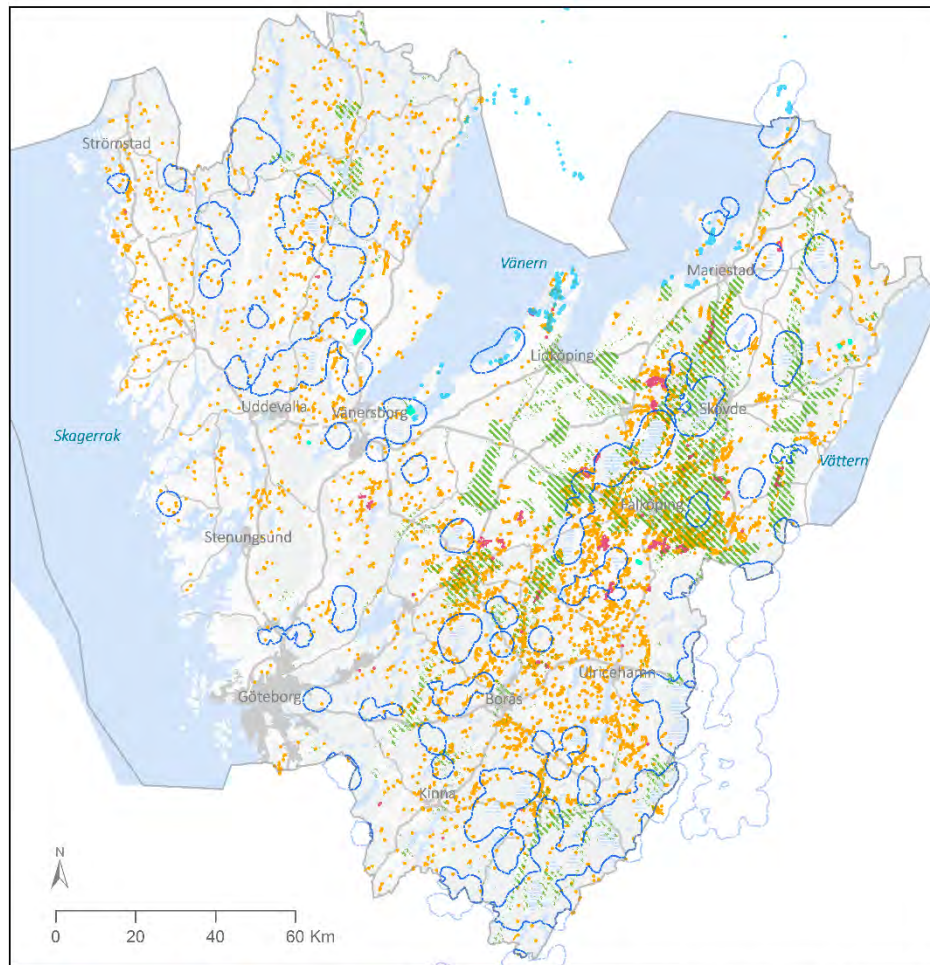 Strömstad
Vänern
Mariestad
Lidköping
Uddevalla
Vänersborg
Skövde
Skagerrak
Vättern
Falköping
Stenungsund
Ulricehamn
Göteborg
Borås
Kinna
N
0 20 40 60 Km